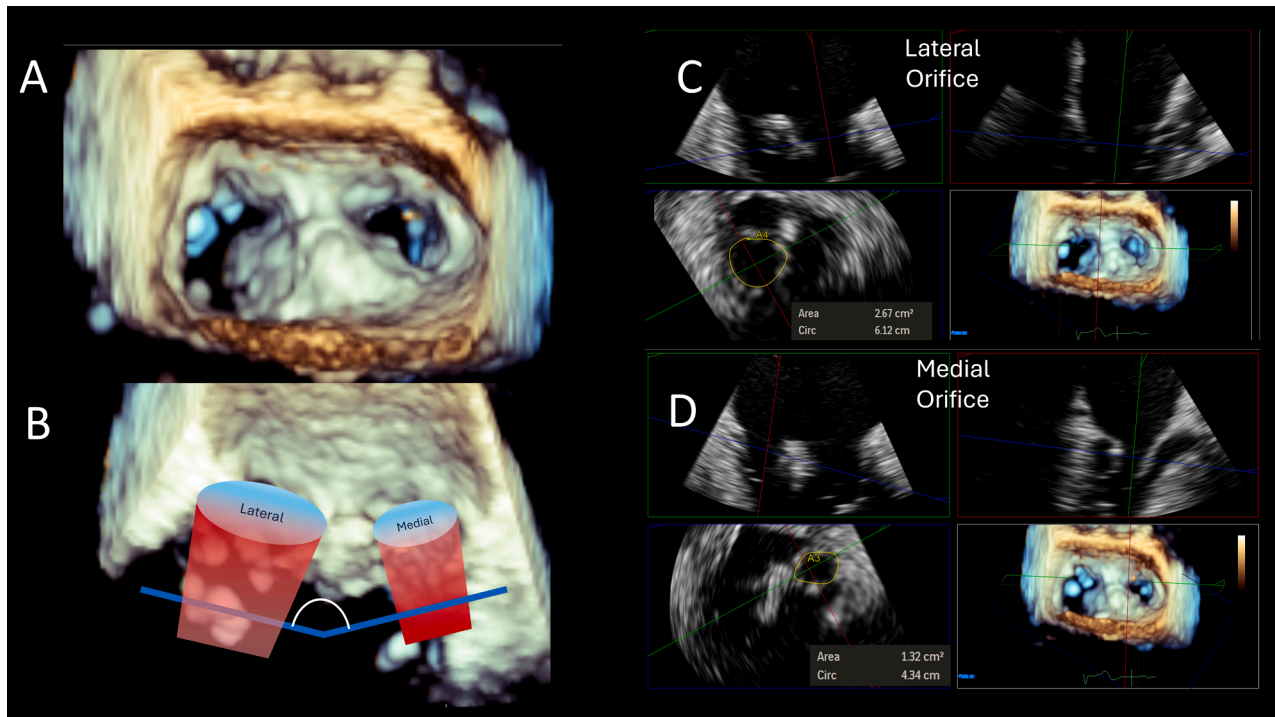 A
B
Lateral
Medial
C
Lateral
Orifice
A4
Area 2.67 cm²
Circ 6.12 cm
D
Medial
Orifice
A3
Area 1.32 cm²
Circ 4.34 cm